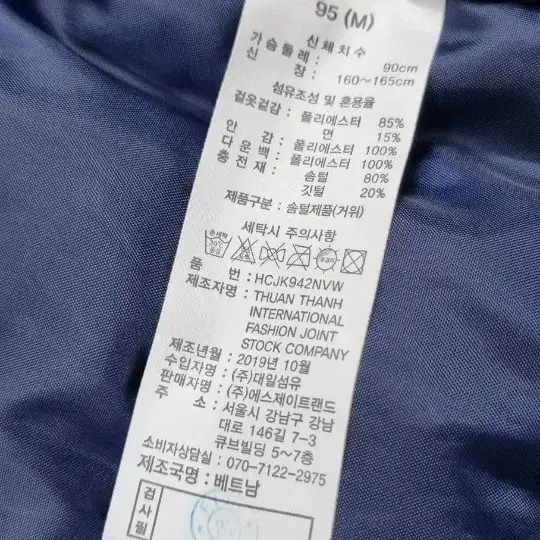 95 (M)
신체치수
가슴둘레 : 90cm
신 장 : 160~165cm
섬유조성 및 혼용율
겉옷겉감 : 폴리에스터 85%
면 15%
안 감 : 폴리에스터 100%
다운백 : 폴리에스터 100%
충전재 : 솜털 80%
깃털 20%
제품구분 : 솜털제품(거위)
세탁시 주의사항
품 번 : HCJK942NVW
제조자명 : THUAN THANH
INTERNATIONAL
FASHION JOINT
STOCK COMPANY
제조년월 : 2019년 10월
수입자명 : (주)대일섬유
판매자명 : (주)에스제이트랜드
주 소 : 서울시 강남구 강남
대로 146길 7-3
큐브빌딩 5~7층
소비자상담실 : 070-7122-2975
제조국명 : 베트남
검사필